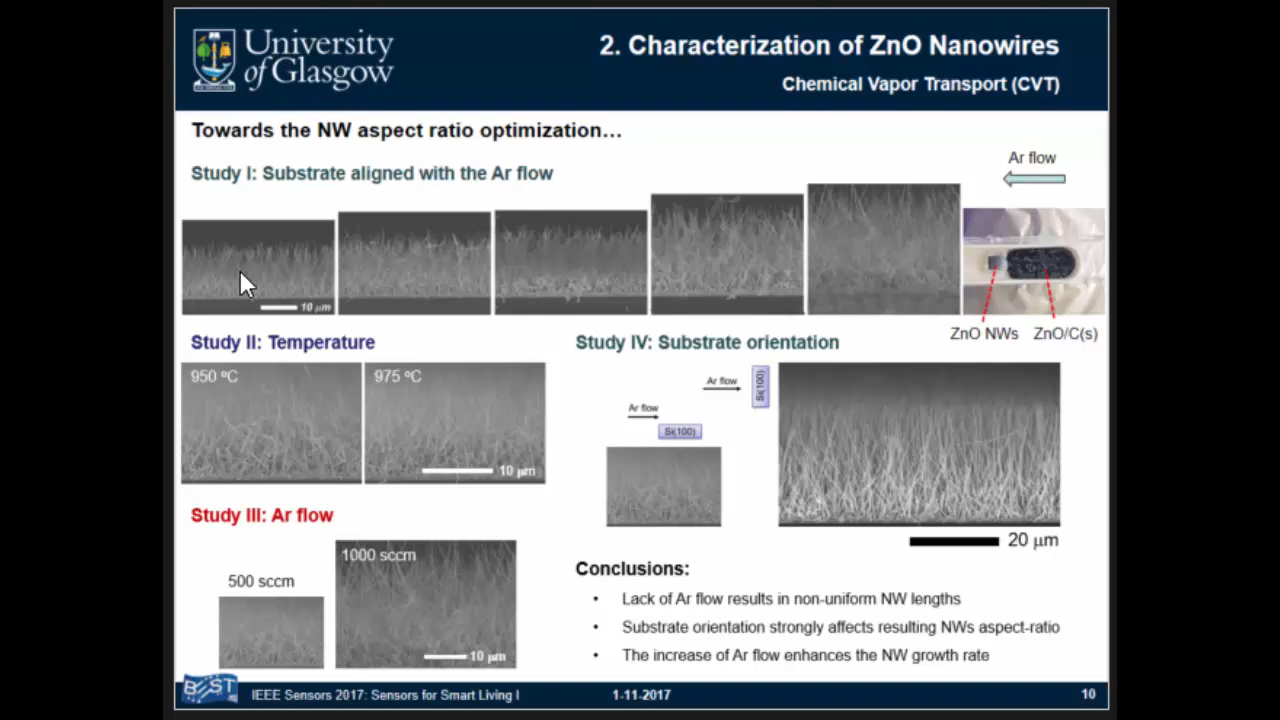 University
of Glasgow
2. Characterization of ZnO Nanowires
Chemical Vapor Transport (CVT)
Towards the NW aspect ratio optimization…
Study I: Substrate aligned with the Ar flow
Ar flow
10 µm
ZnO NWs
ZnO/C(s)
Study II: Temperature
950 ºC
975 ºC
10 µm
Study III: Ar flow
500 sccm
1000 sccm
10 µm
Study IV: Substrate orientation
Ar flow
Si(100)
Ar flow
Si(100)
20 µm
Conclusions:
• Lack of Ar flow results in non-uniform NW lengths
• Substrate orientation strongly affects resulting NWs aspect-ratio
• The increase of Ar flow enhances the NW growth rate
BEST
IEEE Sensors 2017: Sensors for Smart Living I
1-11-2017
10